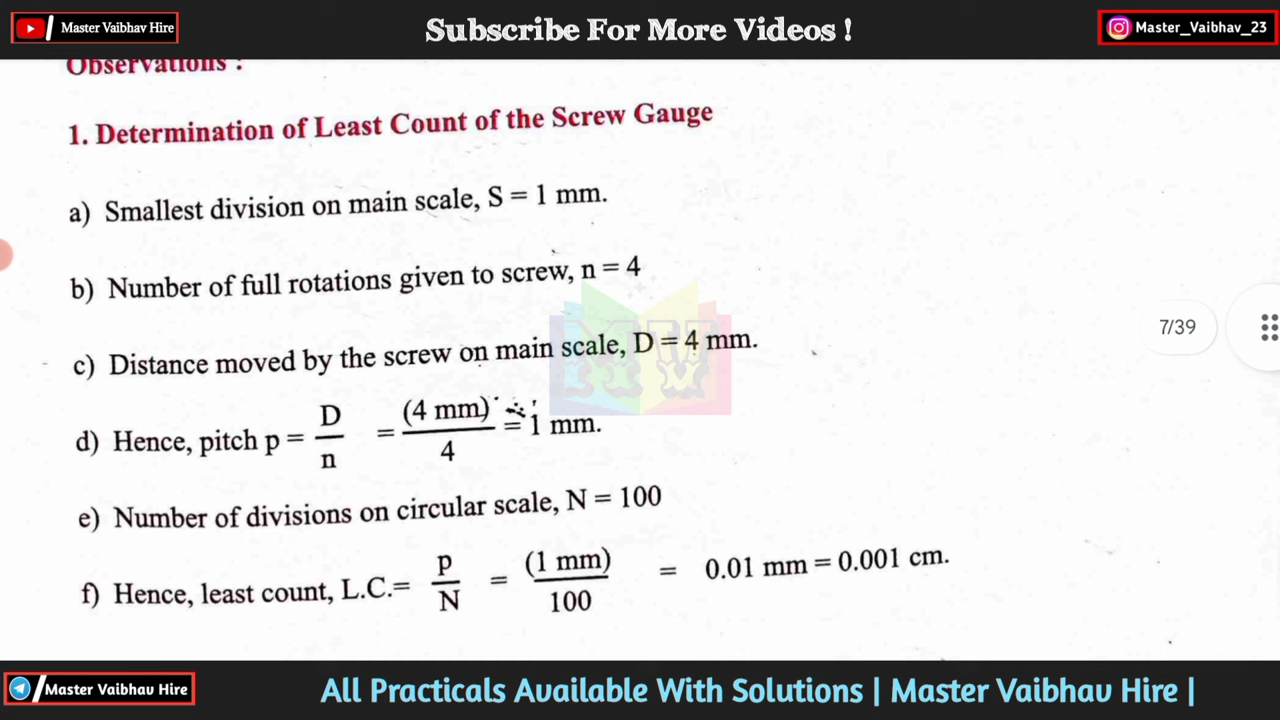 Master Vaibhav Hire
Subscribe For More Videos !
Master_Vaibhav_23
Observations :
1. Determination of Least Count of the Screw Gauge
a) Smallest division on main scale, S = 1 mm.
b) Number of full rotations given to screw, n = 4
c) Distance moved by the screw on main scale, D = 4 mm.
d) Hence, pitch p = D/n = (4 mm)/4 = 1 mm.
e) Number of divisions on circular scale, N = 100
f) Hence, least count, L.C.= p/N = (1 mm)/100 = 0.01 mm = 0.001 cm.
7/39
Master Vaibhav Hire
All Practicals Available With Solutions | Master Vaibhav Hire |